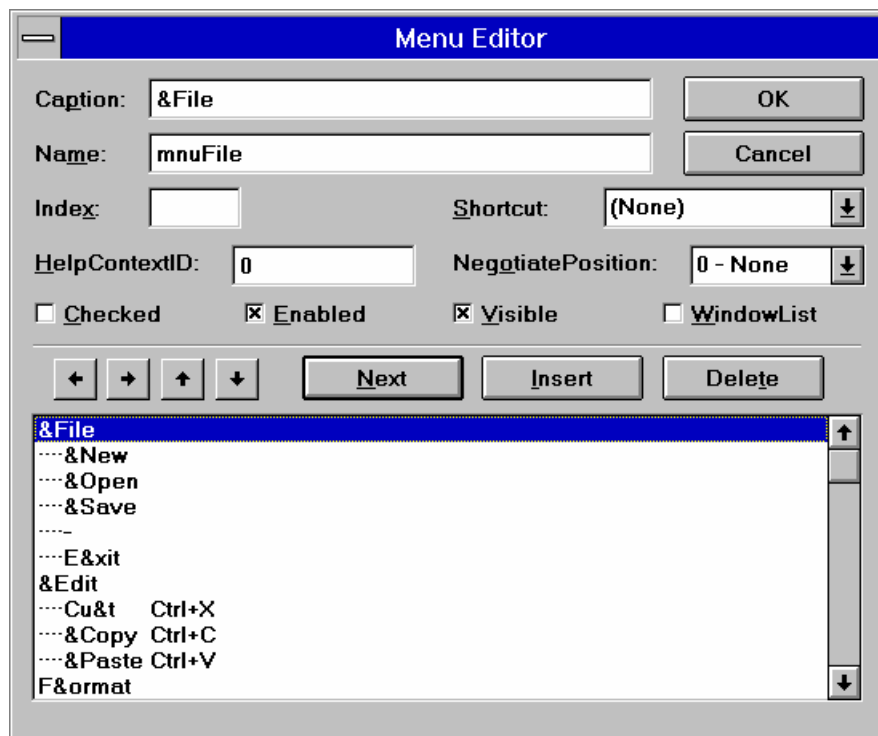 Menu Editor
Caption: &File OK
Name: mnuFile Cancel
Index: Shortcut: (None)
HelpContextID: 0 NegotiatePosition: 0 - None
Checked Enabled Visible WindowList
Next Insert Delete
&File
····&New
····&Open
····&Save
····-
····E&xit
&Edit
····Cu&t Ctrl+X
····&Copy Ctrl+C
····&Paste Ctrl+V
F&ormat